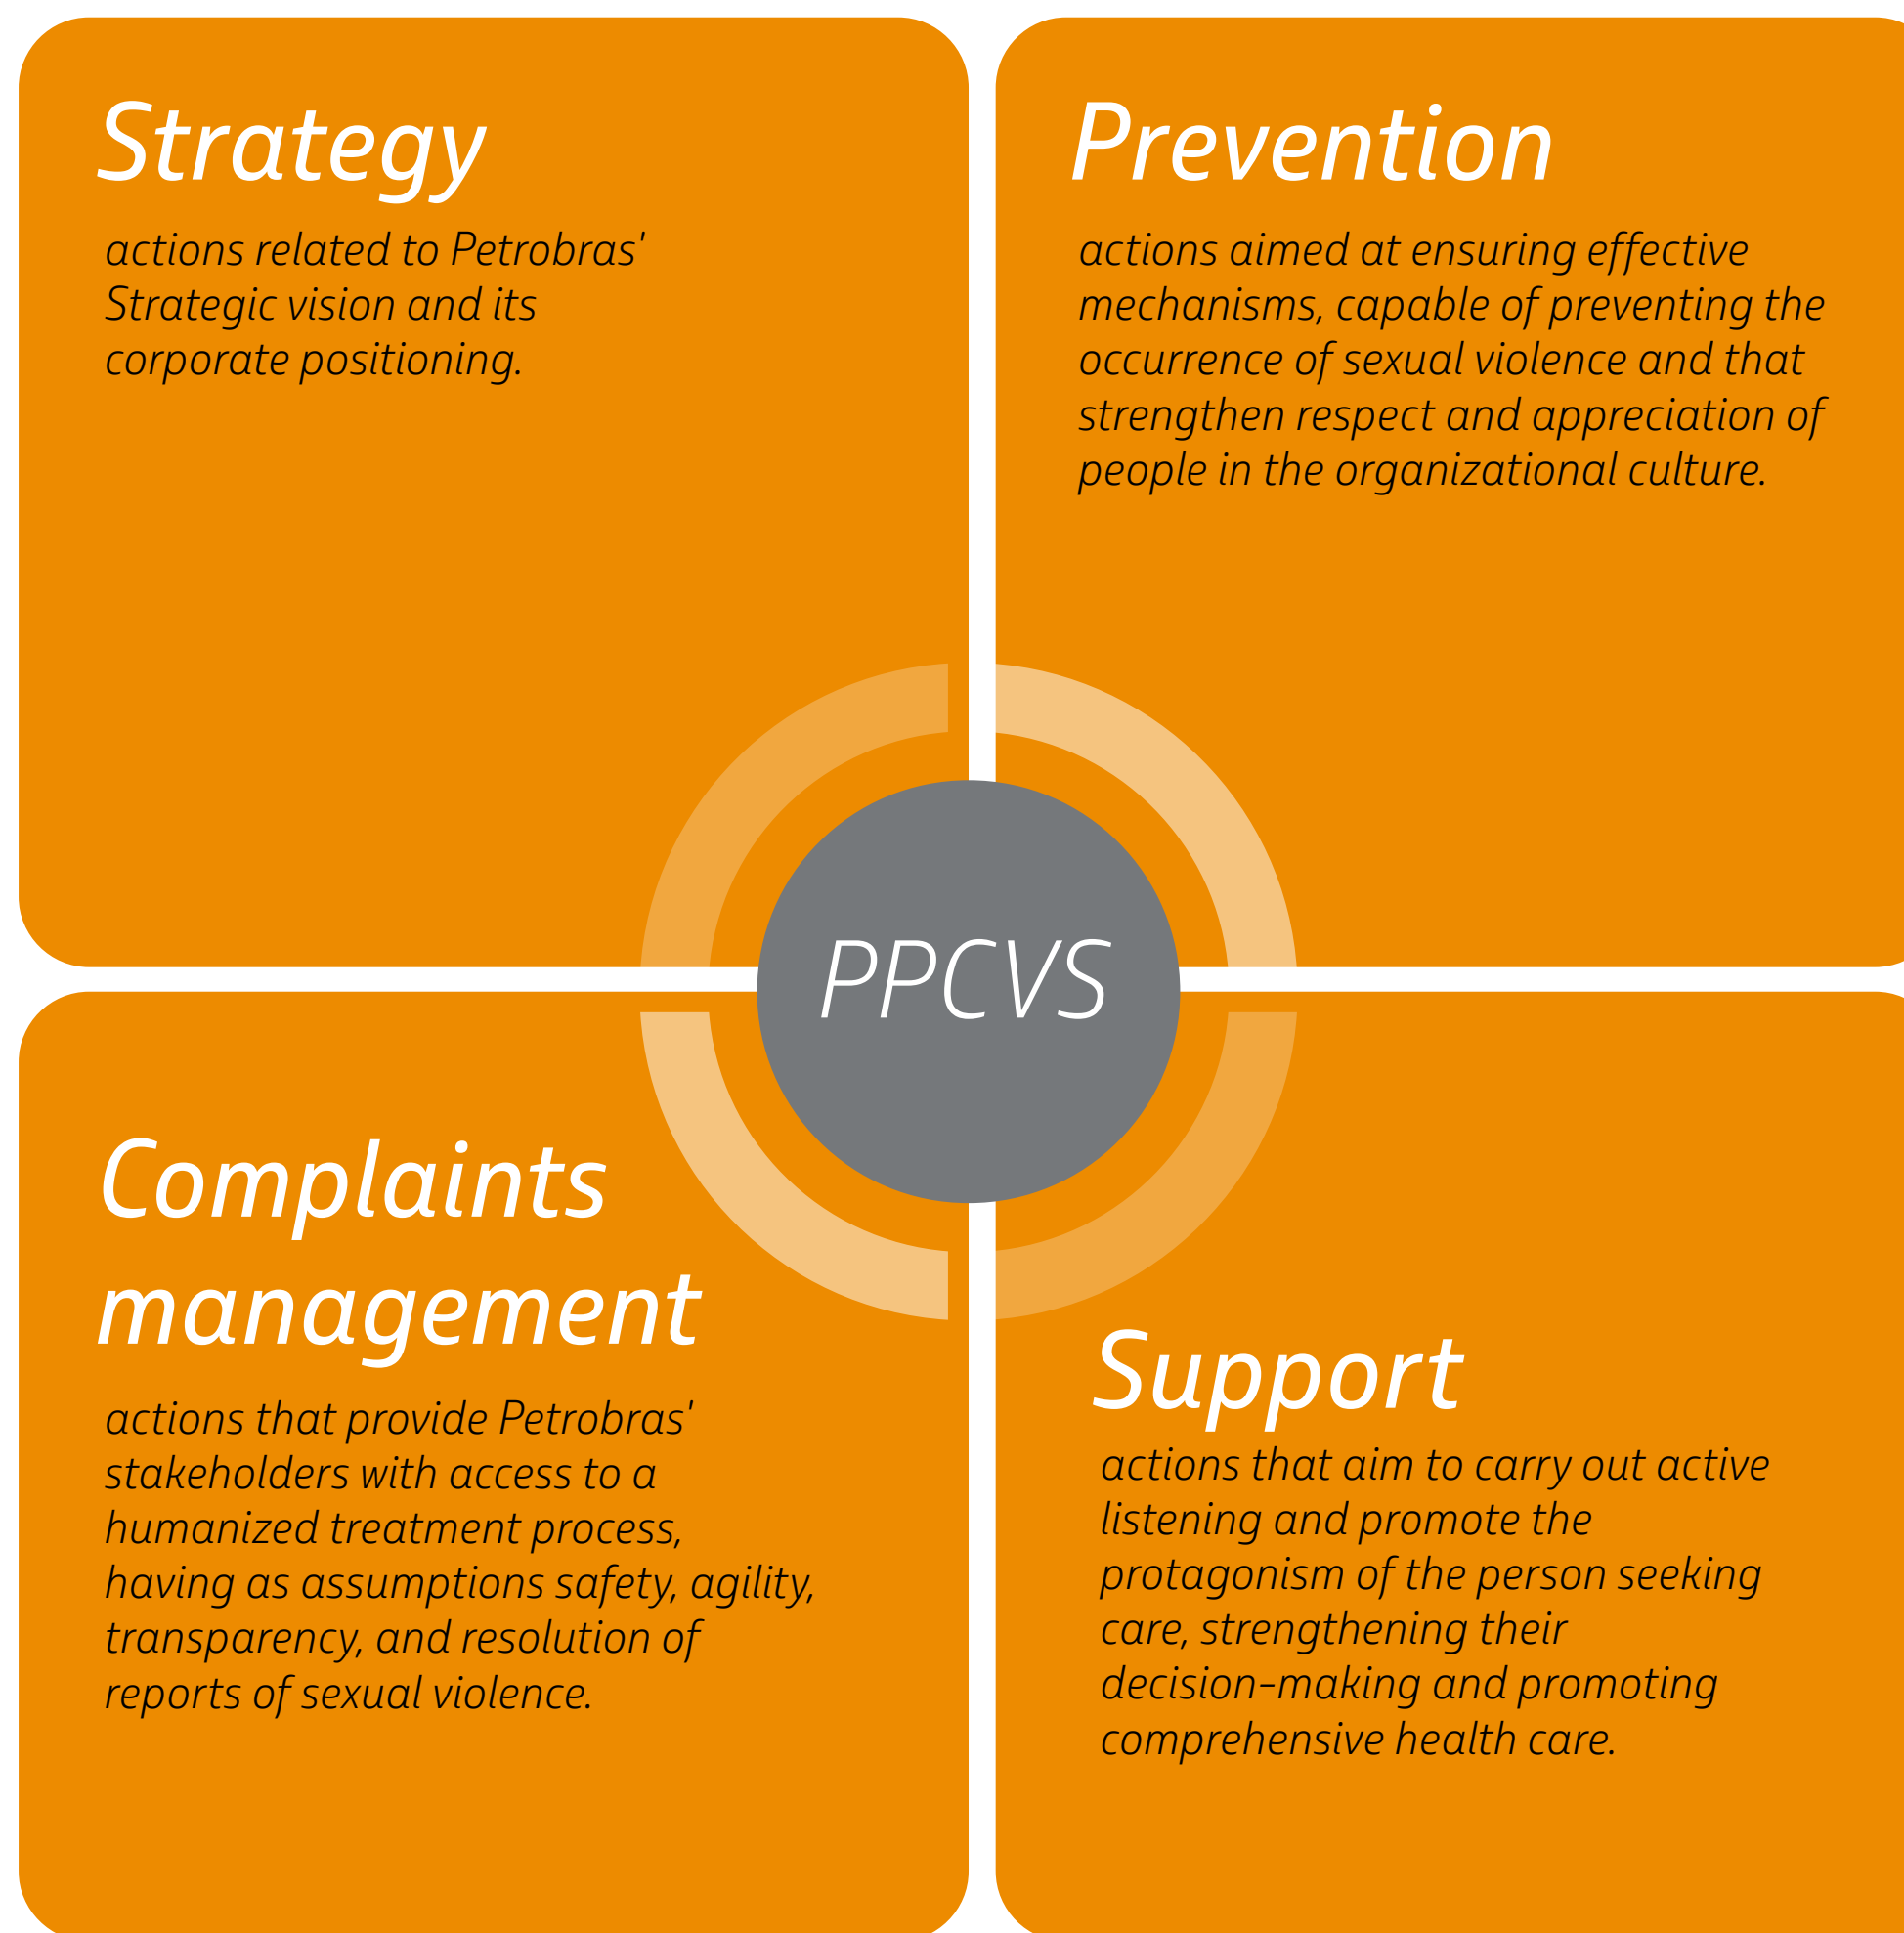 Strategy
actions related to Petrobras'
Strategic vision and its
corporate positioning.
Prevention
actions aimed at ensuring effective
mechanisms, capable of preventing the
occurrence of sexual violence and that
strengthen respect and appreciation of
people in the organizational culture.
PPCVS
Complaints
management
actions that provide Petrobras'
stakeholders with access to a
humanized treatment process,
having as assumptions safety, agility,
transparency, and resolution of
reports of sexual violence.
Support
actions that aim to carry out active
listening and promote the
protagonism of the person seeking
care, strengthening their
decision-making and promoting
comprehensive health care.